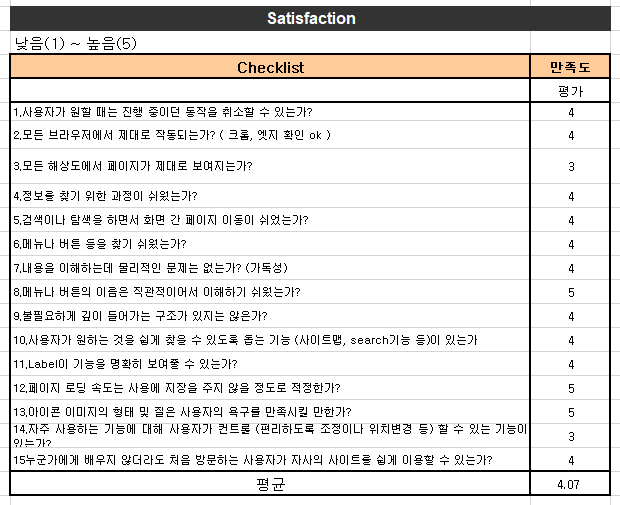 Satisfaction
낮음(1) ~ 높음(5)
Checklist 만족도
평가
1,사용자가 원할 때는 진행 중이던 동작을 취소할 수 있는가? 4
2,모든 브라우저에서 제대로 작동되는가? ( 크롬, 엣지 확인 ok ) 4
3,모든 해상도에서 페이지가 제대로 보여지는가? 3
4,정보를 찾기 위한 과정이 쉬웠는가? 4
5,검색이나 탐색을 하면서 화면 간 페이지 이동이 쉬었는가? 4
6,메뉴나 버튼 등을 찾기 쉬웠는가? 4
7,내용을 이해하는데 물리적인 문제는 없는가? (가독성) 4
8,메뉴나 버튼의 이름은 직관적이어서 이해하기 쉬웠는가? 5
9,불필요하게 깊이 들어가는 구조가 있지는 않은가? 4
10,사용자가 원하는 것을 쉽게 찾을 수 있도록 돕는 기능 (사이트맵, search기능 등)이 있는가 4
11,Label이 기능을 명확히 보여줄 수 있는가? 4
12,페이지 로딩 속도는 사용에 지장을 주지 않을 정도로 적정한가? 5
13,아이콘 이미지의 형태 및 질은 사용자의 욕구를 만족시킬 만한가? 5
14,자주 사용하는 기능에 대해 사용자가 컨트롤 (편리하도록 조정이나 위치변경 등) 할 수 있는 기능이 3
있는가?
15누군가에게 배우지 않더라도 처음 방문하는 사용자가 자사의 사이트를 쉽게 이용할 수 있는가? 4
평균 4.07